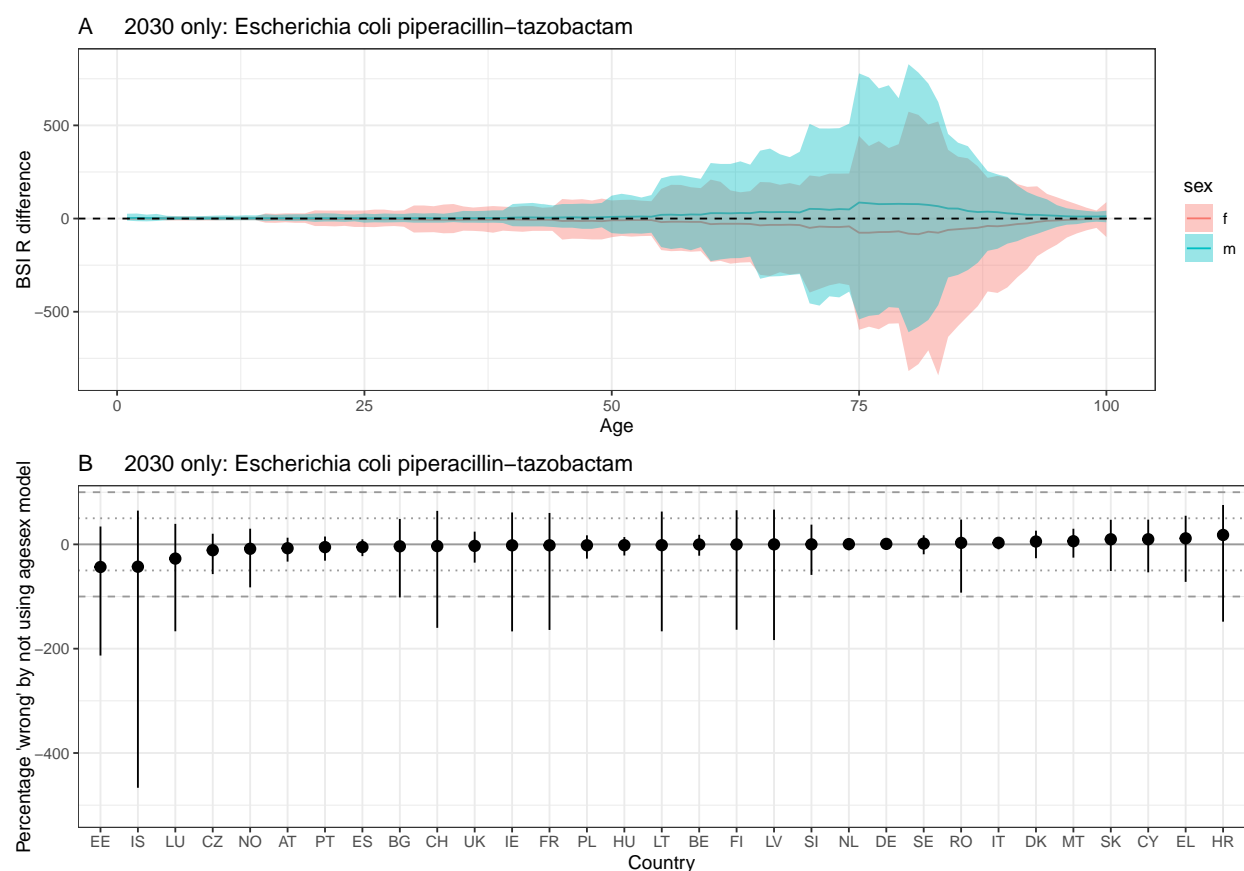 A 2030 only: Escherichia coli piperacillin−tazobactam
BSI R difference
500
0
−500
0 25 50 75 100
Age
sex
f
m
B 2030 only: Escherichia coli piperacillin−tazobactam
Percentage 'wrong' by not using agesex model
0
−200
−400
EE IS LU CZ NO AT PT ES BG CH UK IE FR PL HU LT BE FI LV SI NL DE SE RO IT DK MT SK CY EL HR
Country